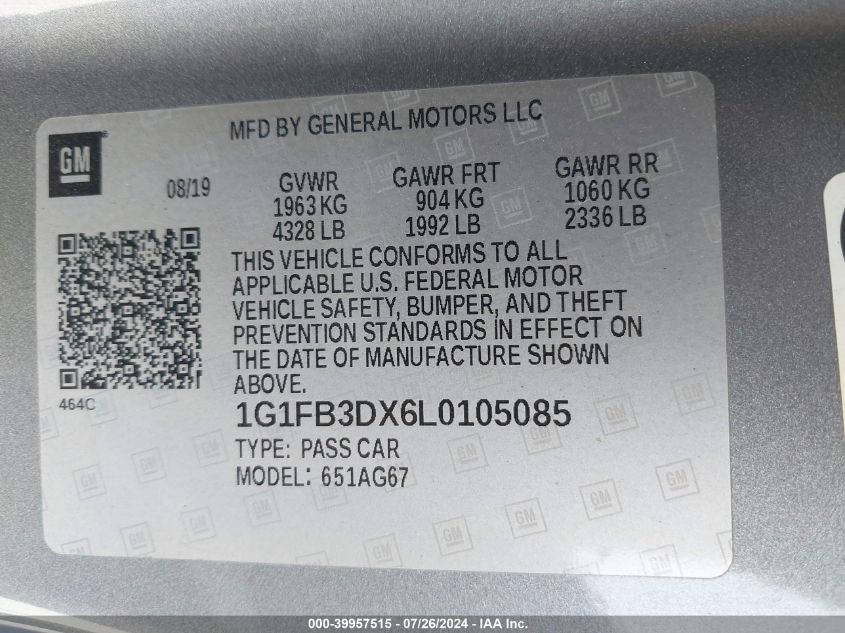 MFD BY GENERAL MOTORS LLC
GM
08/19
GVWR
1963 KG
4328 LB
GAWR FRT
904 KG
1992 LB
GAWR RR
1060 KG
2336 LB
THIS VEHICLE CONFORMS TO ALL
APPLICABLE U.S. FEDERAL MOTOR
VEHICLE SAFETY, BUMPER, AND THEFT
PREVENTION STANDARDS IN EFFECT ON
THE DATE OF MANUFACTURE SHOWN
ABOVE.
464C
1G1FB3DX6L0105085
TYPE: PASS CAR
MODEL: 651AG67
000-39957515 - 07/26/2024 - IAA Inc.